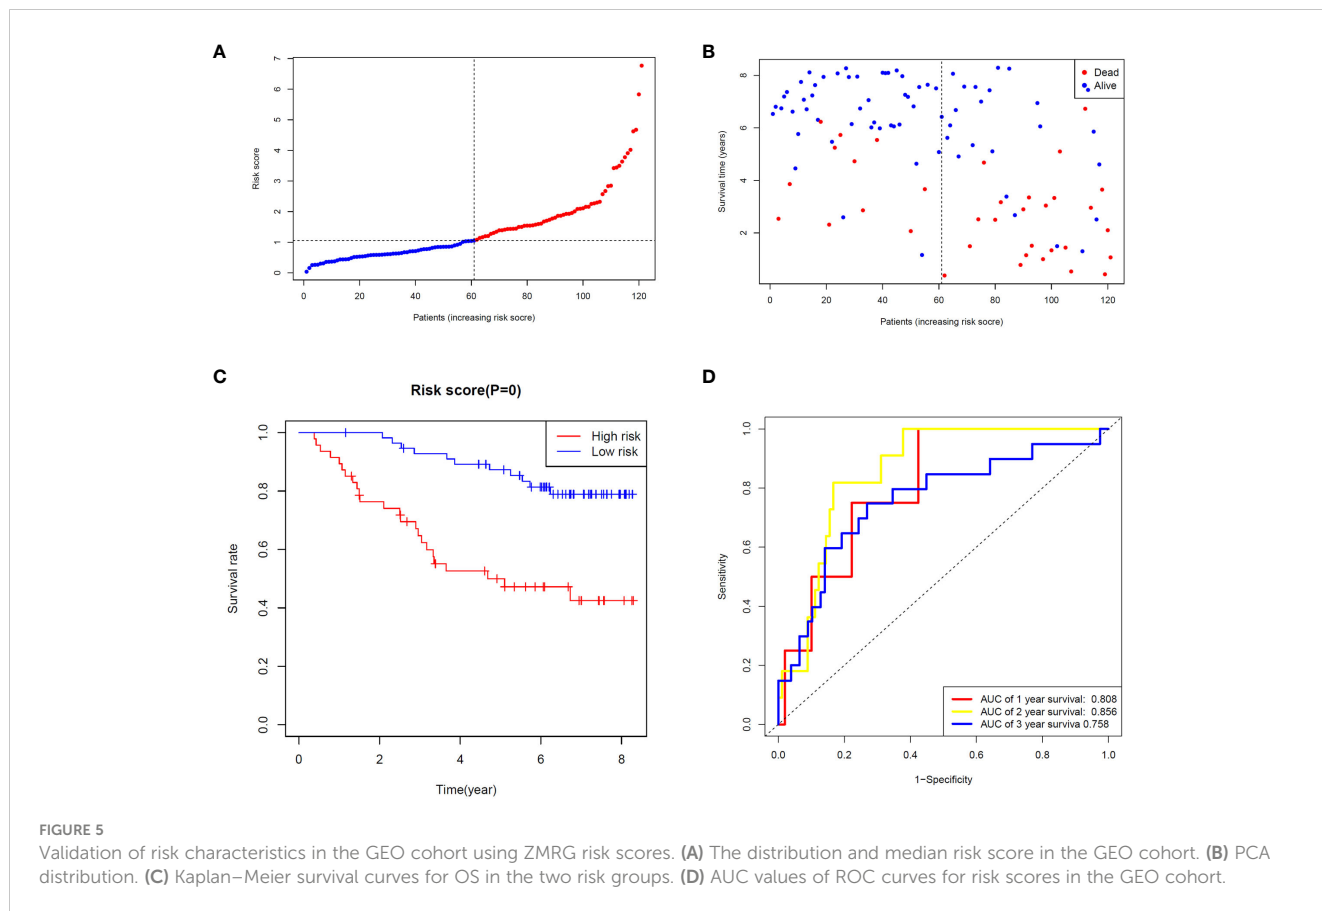 A
7
6
5
4
3
2
1
0
Risk score
0 20 40 60 80 100 120
Patients (increasing risk socre)
B
Dead
Alive
8
6
4
2
Survival time (years)
0 20 40 60 80 100 120
Patients (increasing risk socre)
C
Risk score(P=0)
High risk
Low risk
1.0
0.8
0.6
0.4
0.2
0.0
Survival rate
0 2 4 6 8
Time(year)
D
1.0
0.8
0.6
0.4
0.2
0.0
Sensitivity
AUC of 1 year survival: 0.808
AUC of 2 year survival: 0.856
AUC of 3 year surviva 0.758
0.0 0.2 0.4 0.6 0.8 1.0
1−Specificity
FIGURE 5
Validation of risk characteristics in the GEO cohort using ZMRG risk scores. (A) The distribution and median risk score in the GEO cohort. (B) PCA
distribution. (C) Kaplan–Meier survival curves for OS in the two risk groups. (D) AUC values of ROC curves for risk scores in the GEO cohort.